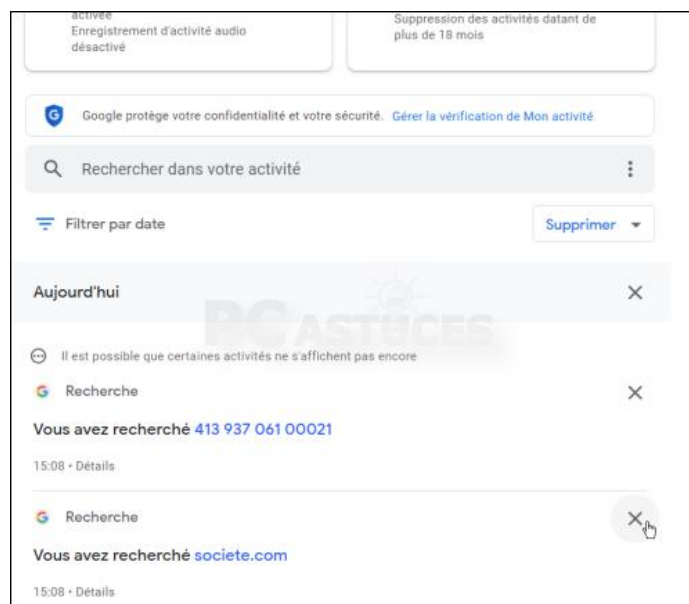 activée
Enregistrement d'activité audio
désactivé
Suppression des activités datant de
plus de 18 mois
Google protège votre confidentialité et votre sécurité. Gérer la vérification de Mon activité
Rechercher dans votre activité
Filtrer par date
Supprimer
Aujourd'hui
PC ASTUCES
Il est possible que certaines activités ne s'affichent pas encore
Recherche
Vous avez recherché 413 937 061 00021
15:08 • Détails
Recherche
Vous avez recherché societe.com
15:08 • Détails